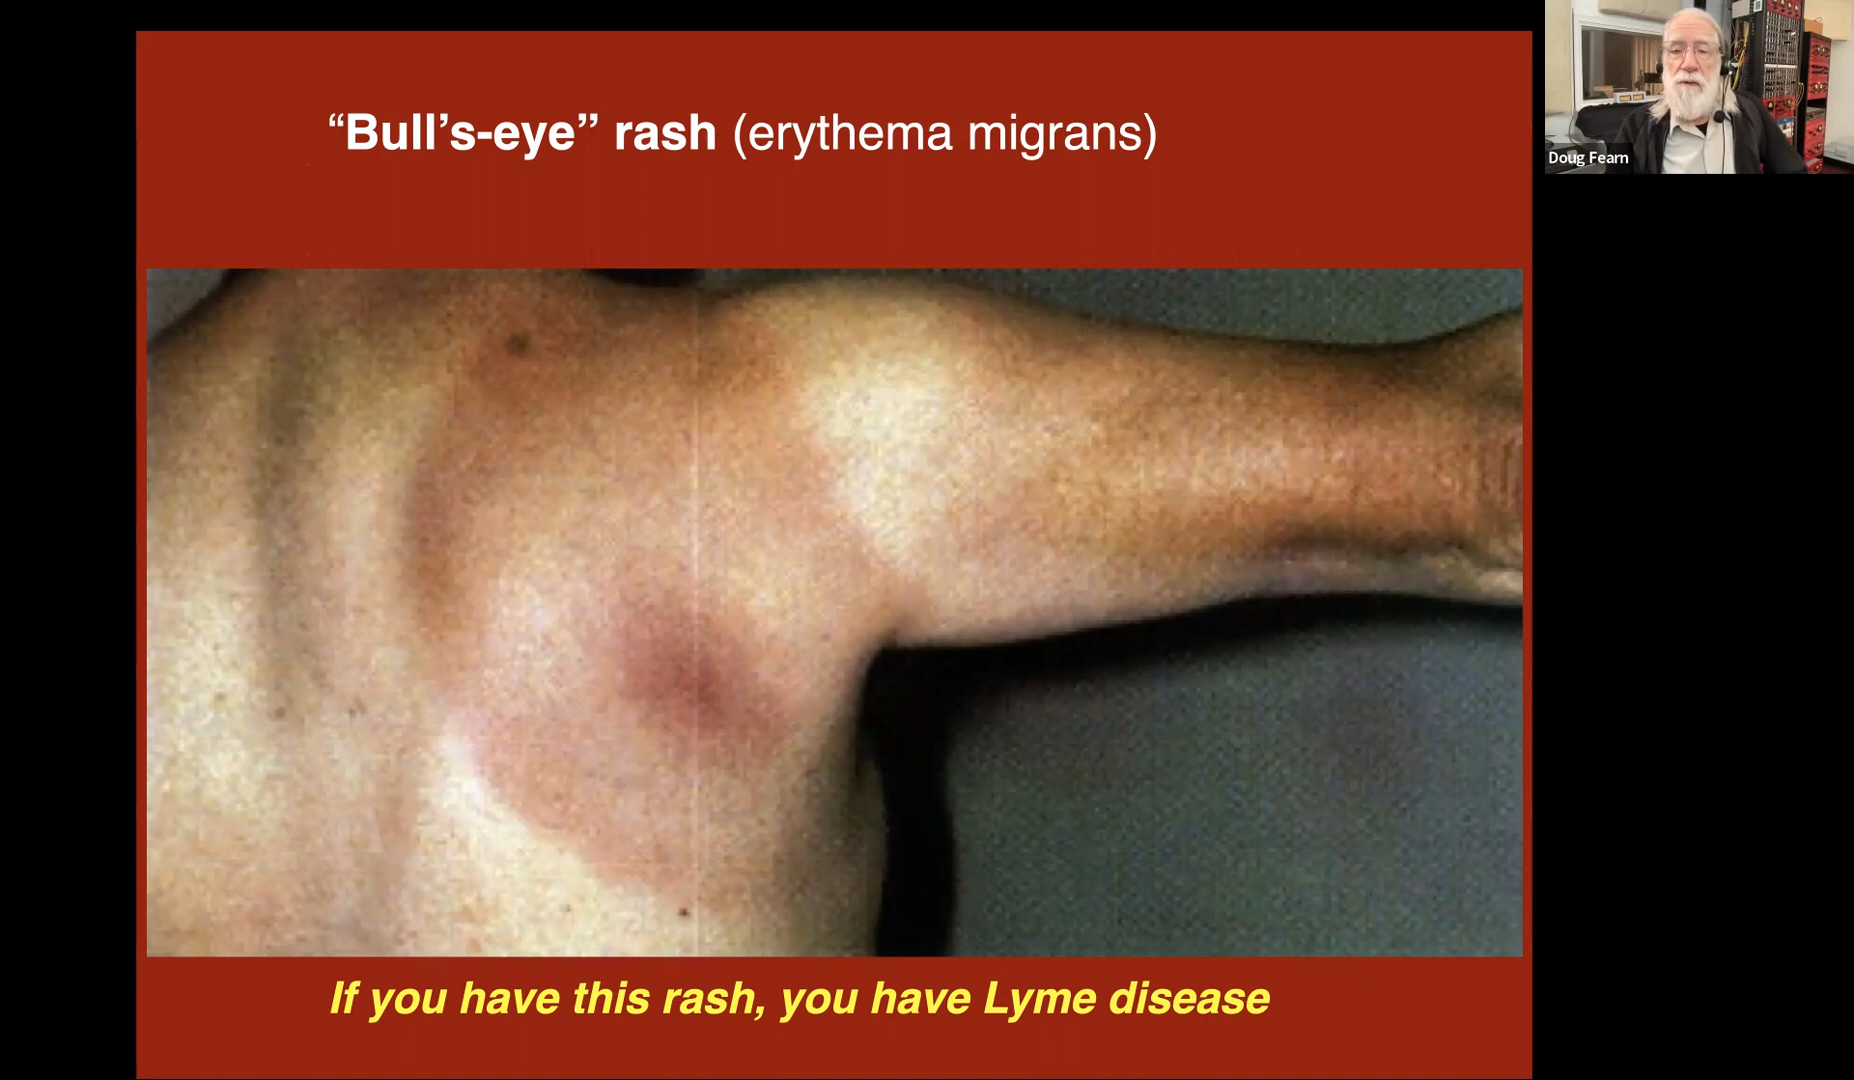 “Bull’s-eye” rash (erythema migrans)
If you have this rash, you have Lyme disease
Doug Fearn